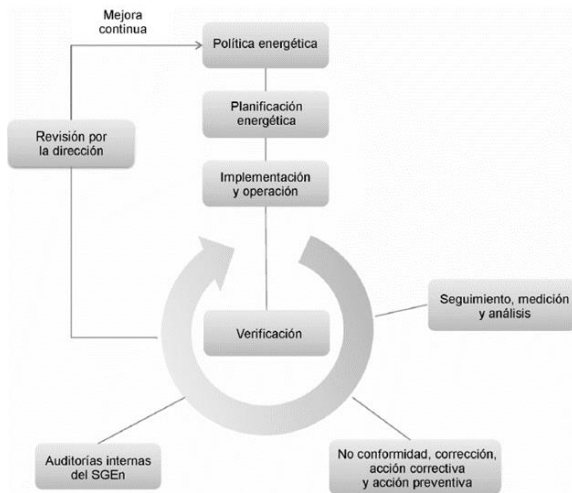 Mejora
continua
Política energética
Planificación
energética
Revisión por
la dirección
Implementación
y operación
Seguimiento, medición
y análisis
Verificación
Auditorías internas
del SGEn
No conformidad, corrección,
acción correctiva
y acción preventiva